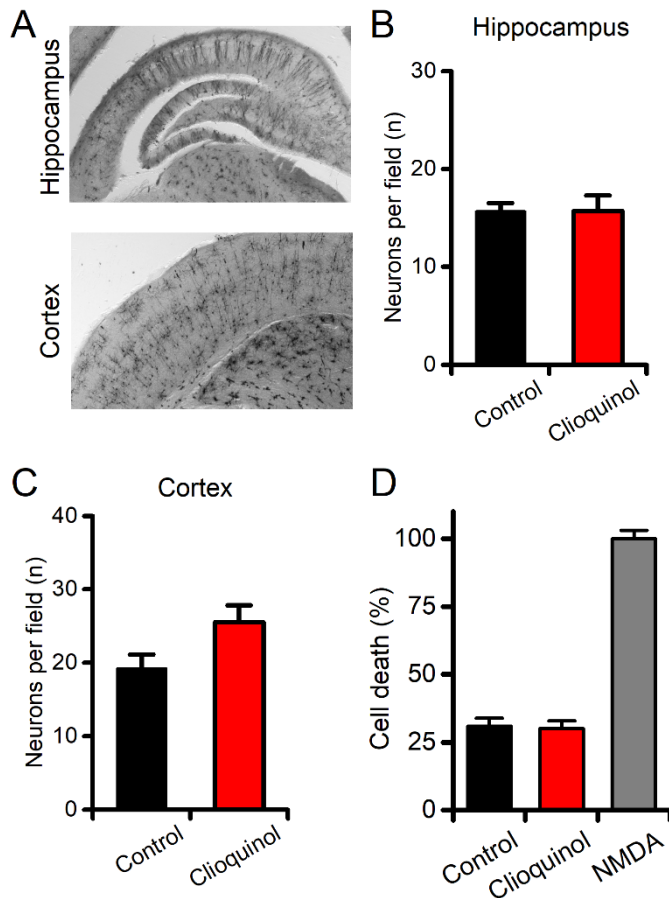 A
Hippocampus
Cortex
B
Hippocampus
Neurons per field (n)
30
20
10
0
Control
Clioquinol
C
Cortex
Neurons per field (n)
40
30
20
10
0
Control
Clioquinol
D
Cell death (%)
100
75
50
25
0
Control
Clioquinol
NMDA